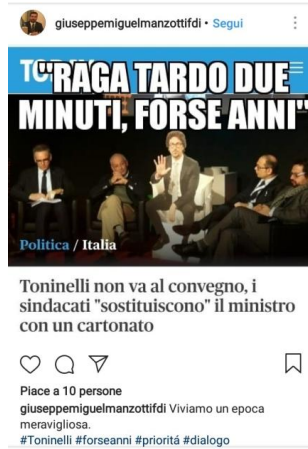 giuseppemiguelmanzottifdi • Segui
"RAGA TARDO DUE
MINUTI, FORSE ANNI"
Politica / Italia
Toninelli non va al convegno, i
sindacati "sostituiscono" il ministro
con un cartonato
Piace a 10 persone
giuseppemiguelmanzottifdi Viviamo un epoca
meravigliosa.
#Toninelli #forseanni #prioritá #dialogo